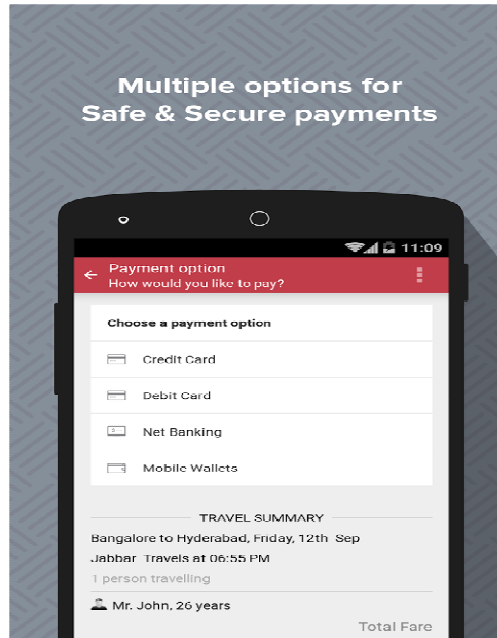 Multiple options for
Safe & Secure payments
11:09
Payment option
How would you like to pay?
Choose a payment option
Credit Card
Debit Card
Net Banking
Mobile Wallets
TRAVEL SUMMARY
Bangalore to Hyderabad, Friday, 12th Sep
Jabbar Travels at 06:55 PM
1 person travelling
Mr. John, 26 years
Total Fare